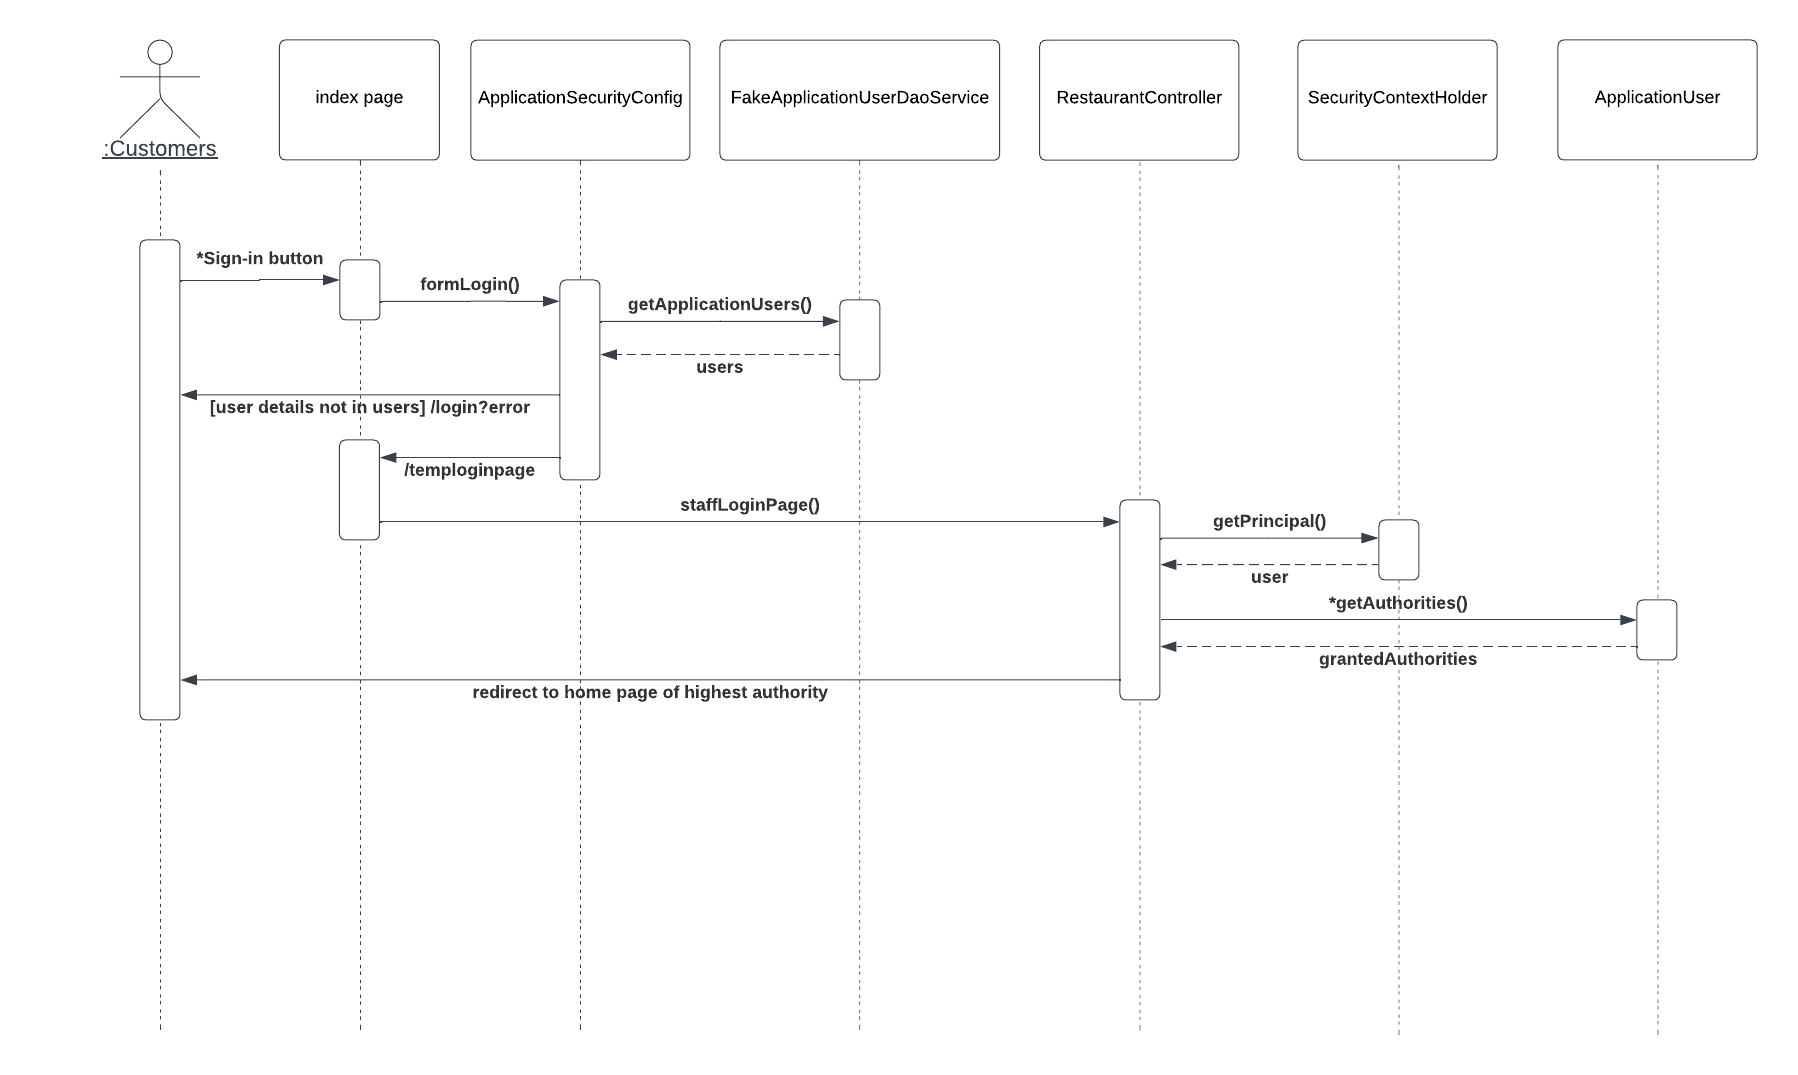 :Customers
index page
ApplicationSecurityConfig
FakeApplicationUserDaoService
RestaurantController
SecurityContextHolder
ApplicationUser
*Sign-in button
formLogin()
getApplicationUsers()
users
[user details not in users] /login?error
/temploginpage
staffLoginPage()
getPrincipal()
user
*getAuthorities()
grantedAuthorities
redirect to home page of highest authority